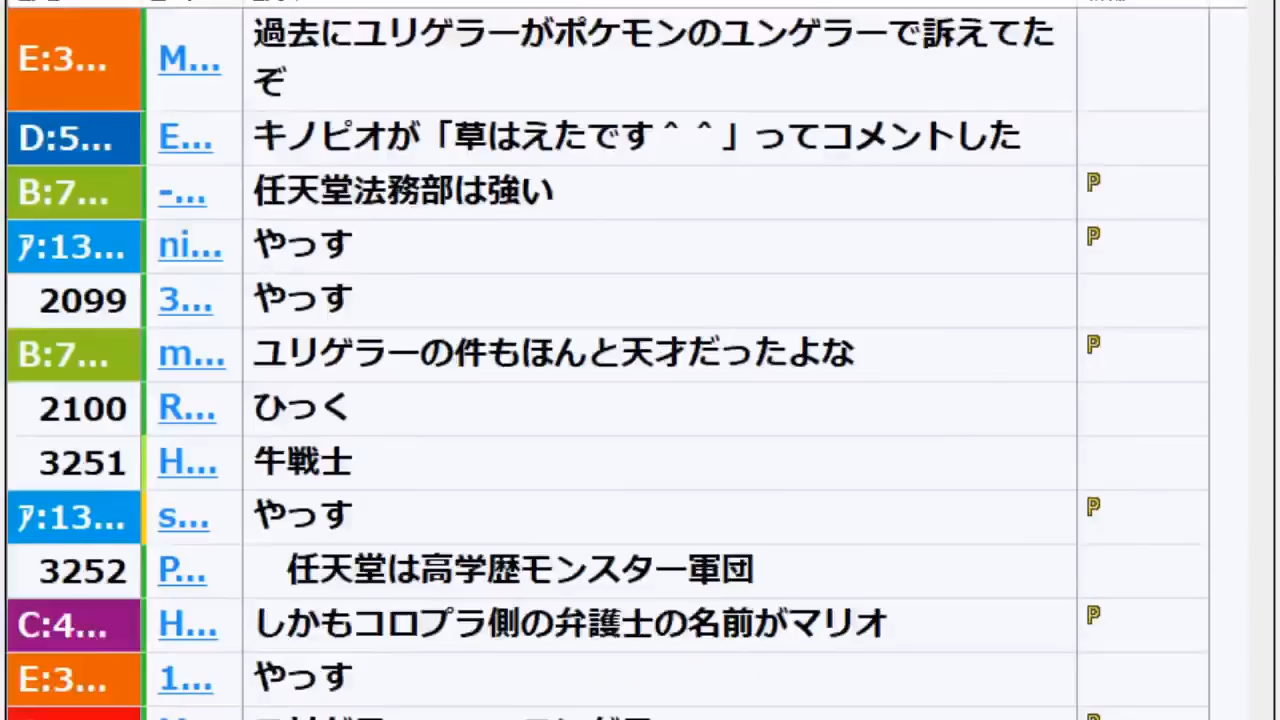 E:3... M... 過去にユリゲラーがポケモンのユンゲラーで訴えてた
ぞ
D:5... E... キノピオが「草はえたです＾＾」ってコメントした
B:7... -... 任天堂法務部は強い P
ｱ:13... ni... やっす P
2099 3... やっす
B:7... m... ユリゲラーの件もほんと天才だったよな P
2100 R... ひっく
3251 H... 牛戦士
ｱ:13... s... やっす P
3252 P... 任天堂は高学歴モンスター軍団
C:4... H... しかもコロプラ側の弁護士の名前がマリオ P
E:3... 1... やっす